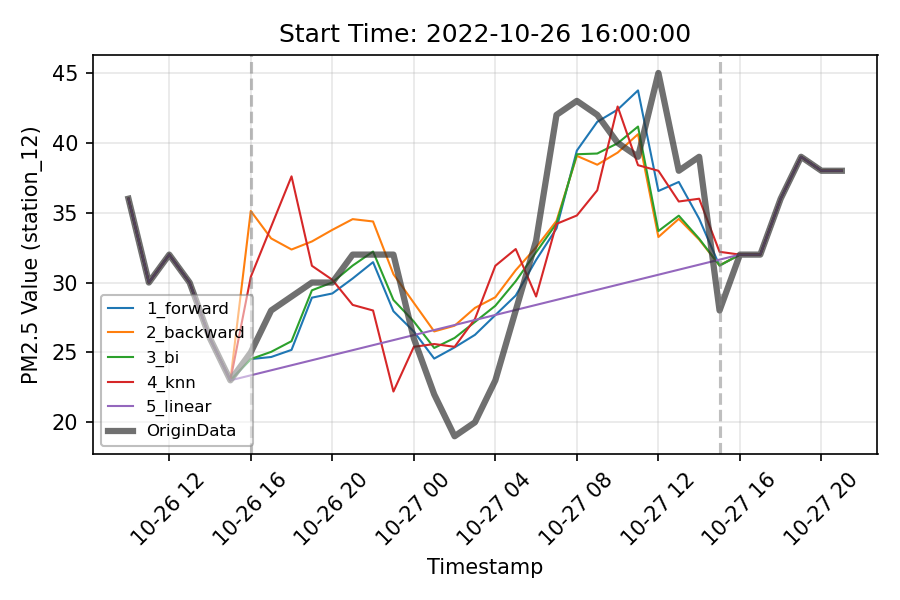 Start Time: 2022-10-26 16:00:00
PM2.5 Value (station_12)
45
40
35
30
25
20
1_forward
2_backward
3_bi
4_knn
5_linear
OriginData
10-26 12
10-26 16
10-26 20
10-27 00
10-27 04
10-27 08
10-27 12
10-27 16
10-27 20
Timestamp